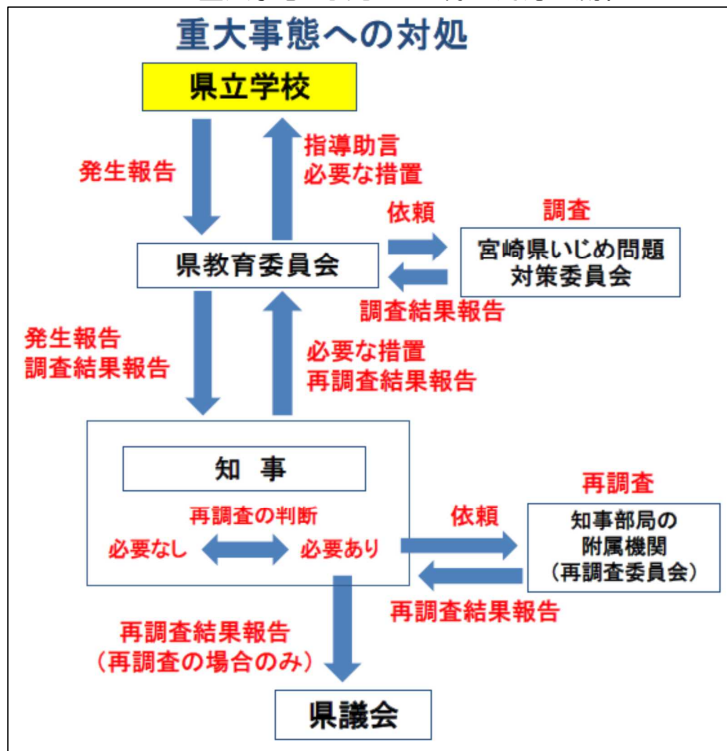 重大事態への対処
県立学校
発生報告
指導助言
必要な措置
依頼
調査
県教育委員会
宮崎県いじめ問題
対策委員会
調査結果報告
発生報告
調査結果報告
必要な措置
再調査結果報告
知 事
再調査の判断
必要なし
必要あり
依頼
再調査
知事部局の
附属機関
（再調査委員会）
再調査結果報告
再調査結果報告
（再調査の場合のみ）
県議会